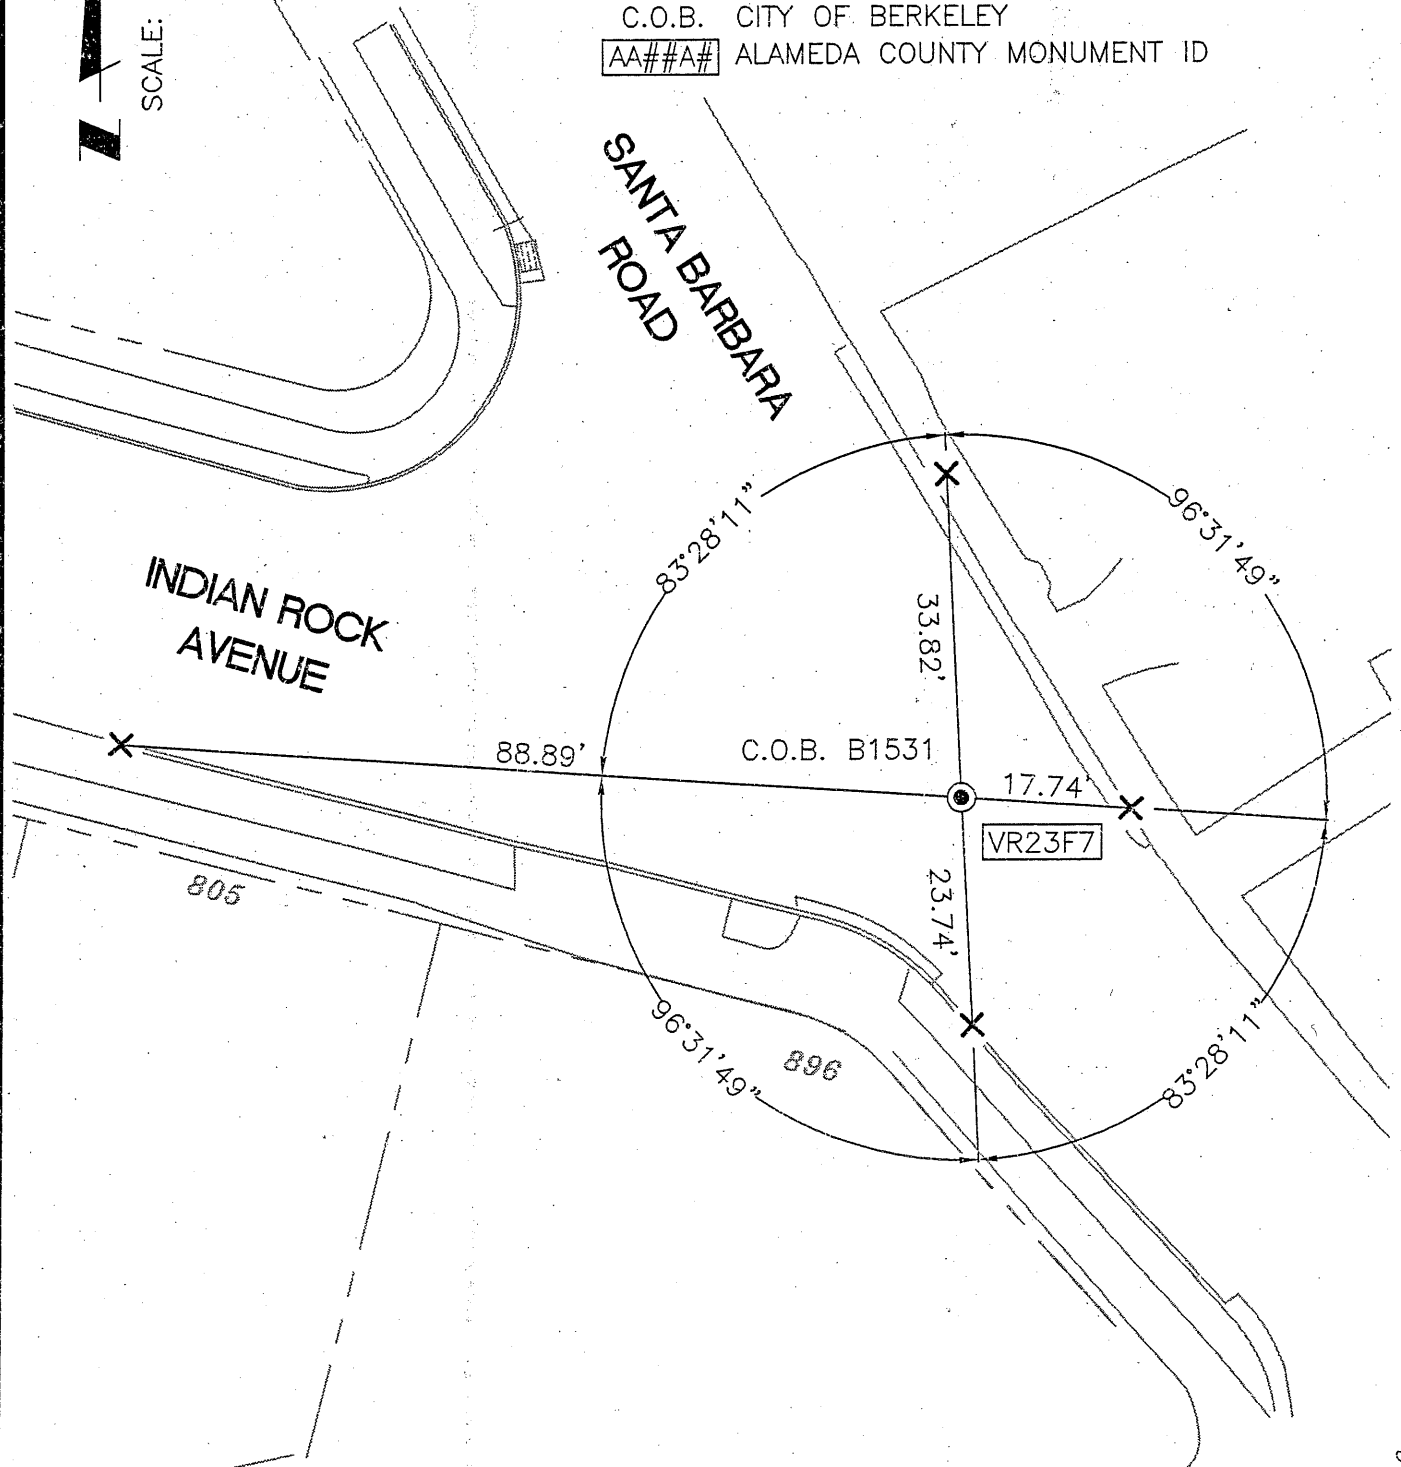 SCALE:
C.O.B. CITY OF BERKELEY
AA##A# ALAMEDA COUNTY MONUMENT ID
SANTA BARBARA
ROAD
83°28'11"
96°31'49"
INDIAN ROCK
AVENUE
33.82'
88.89'
C.O.B. B1531
17.74'
VR23F7
23.74'
805
96°31'49"
896
83°28'11"